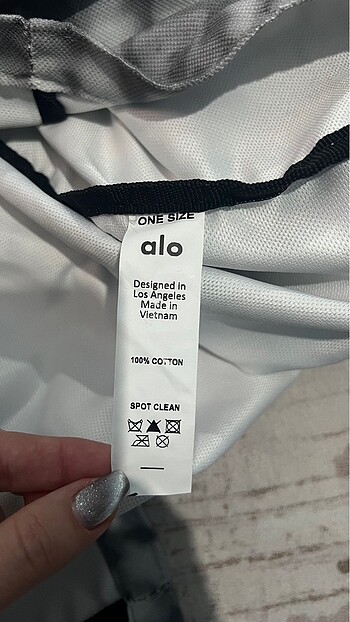 ONE SIZE
alo
Designed in
Los Angeles
Made in
Vietnam
100% COTTON
SPOT CLEAN